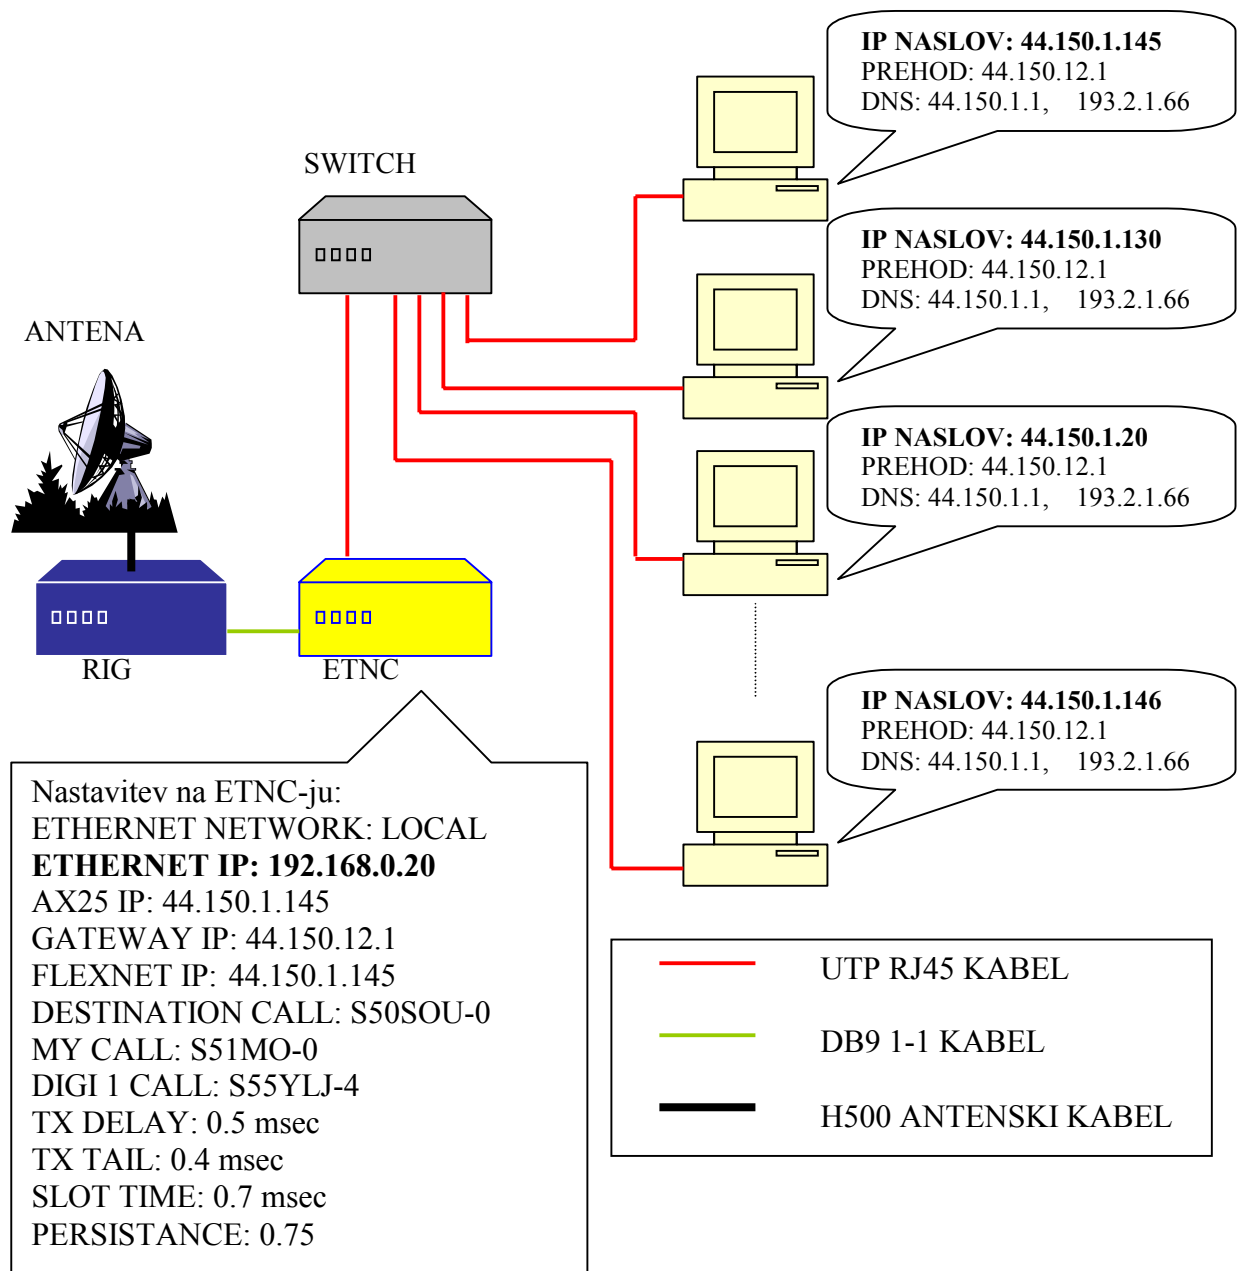 IP NASLOV: 44.150.1.145
PREHOD: 44.150.12.1
DNS: 44.150.1.1, 193.2.1.66
SWITCH
IP NASLOV: 44.150.1.130
PREHOD: 44.150.12.1
DNS: 44.150.1.1, 193.2.1.66
ANTENA
IP NASLOV: 44.150.1.20
PREHOD: 44.150.12.1
DNS: 44.150.1.1, 193.2.1.66
RIG
ETNC
IP NASLOV: 44.150.1.146
PREHOD: 44.150.12.1
DNS: 44.150.1.1, 193.2.1.66
Nastavitev na ETNC-ju:
ETHERNET NETWORK: LOCAL
ETHERNET IP: 192.168.0.20
AX25 IP: 44.150.1.145
GATEWAY IP: 44.150.12.1
FLEXNET IP: 44.150.1.145
DESTINATION CALL: S50SOU-0
MY CALL: S51MO-0
DIGI 1 CALL: S55YLJ-4
TX DELAY: 0.5 msec
TX TAIL: 0.4 msec
SLOT TIME: 0.7 msec
PERSISTANCE: 0.75
UTP RJ45 KABEL
DB9 1-1 KABEL
H500 ANTENSKI KABEL